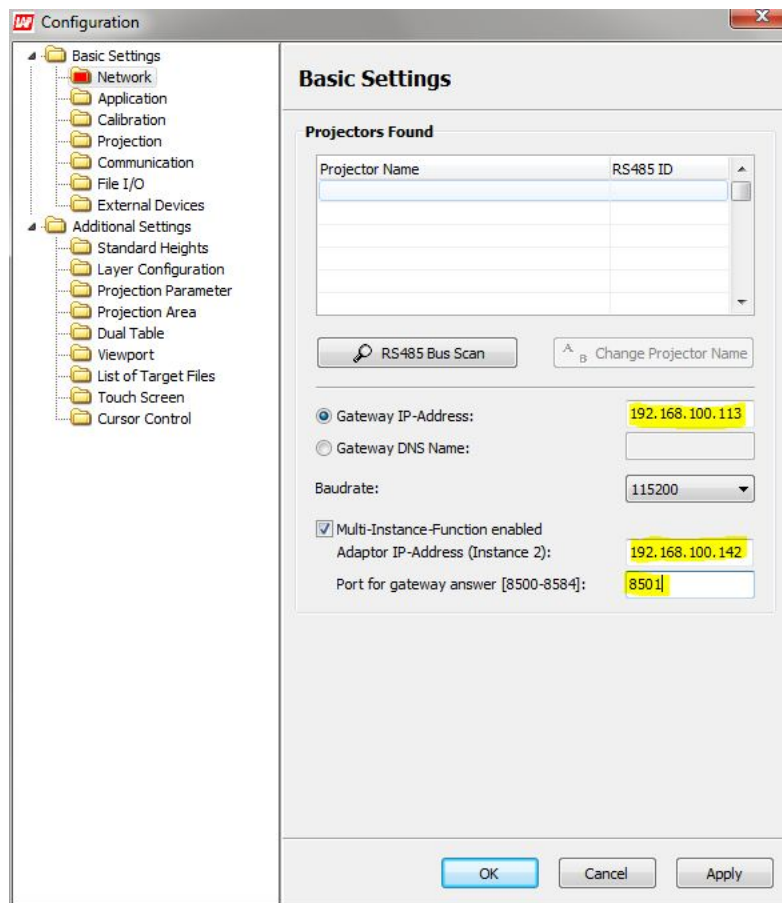 LAP Configuration
Basic Settings
Network
Application
Calibration
Projection
Communication
File I/O
External Devices
Additional Settings
Standard Heights
Layer Configuration
Projection Parameter
Projection Area
Dual Table
Viewport
List of Target Files
Touch Screen
Cursor Control
Basic Settings
Projectors Found
Projector Name RS485 ID
RS485 Bus Scan
A B Change Projector Name
Gateway IP-Address: 192.168.100.113
Gateway DNS Name:
Baudrate: 115200
Multi-Instance-Function enabled
Adaptor IP-Address (Instance 2): 192.168.100.142
Port for gateway answer [8500-8584]: 8501
OK Cancel Apply